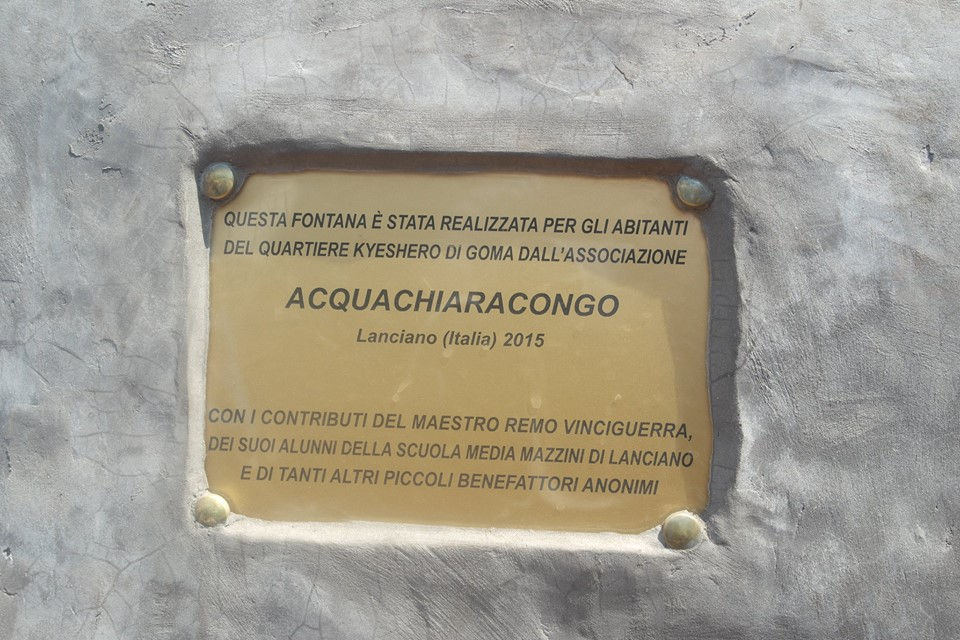 QUESTA FONTANA È STATA REALIZZATA PER GLI ABITANTI
DEL QUARTIERE KYESHERO DI GOMA DALL'ASSOCIAZIONE
ACQUACHIARACONGO
Lanciano (Italia) 2015
CON I CONTRIBUTI DEL MAESTRO REMO VINCIGUERRA,
DEI SUOI ALUNNI DELLA SCUOLA MEDIA MAZZINI DI LANCIANO
E DI TANTI ALTRI PICCOLI BENEFATTORI ANONIMI